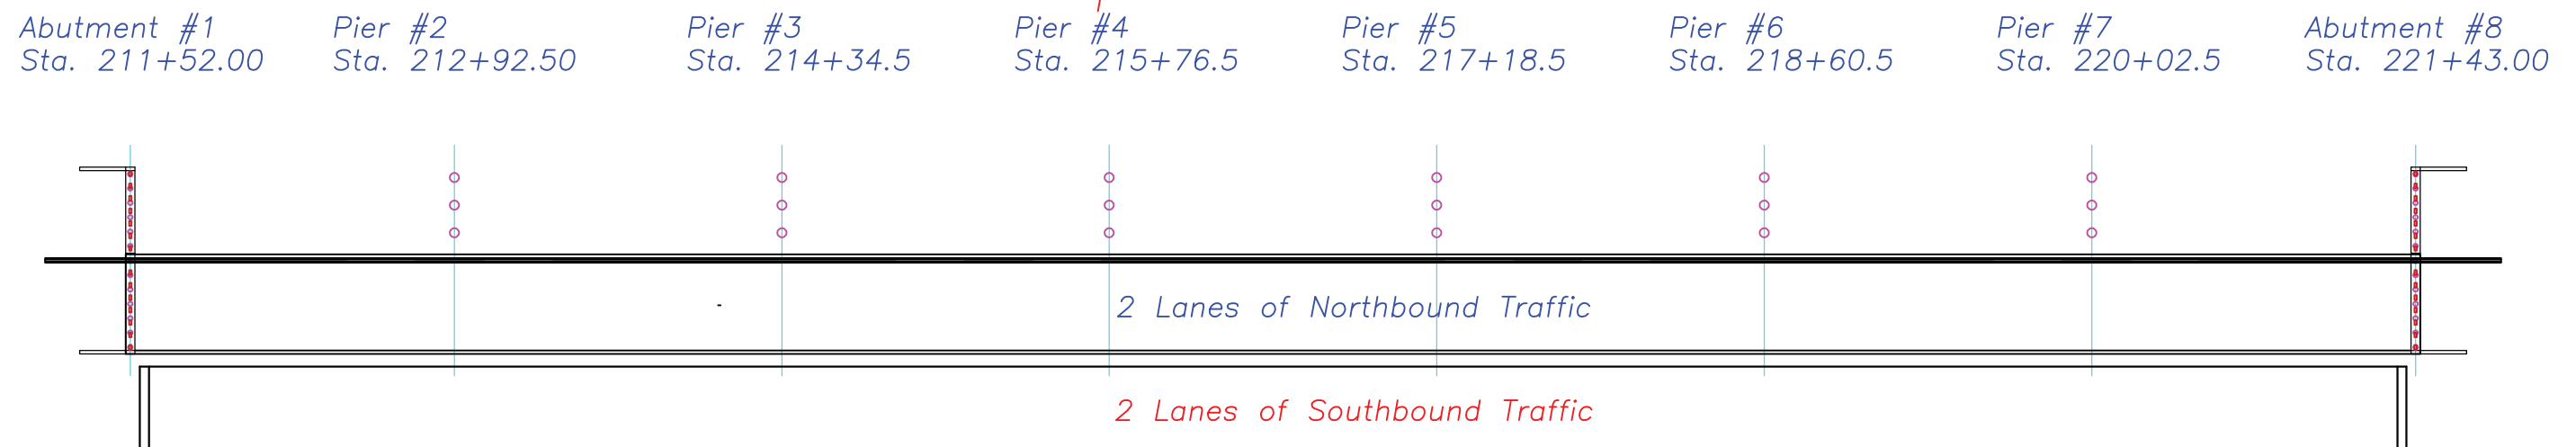 Abutment #1
Sta. 211+52.00
Pier #2
Sta. 212+92.50
Pier #3
Sta. 214+34.5
Pier #4
Sta. 215+76.5
Pier #5
Sta. 217+18.5
Pier #6
Sta. 218+60.5
Pier #7
Sta. 220+02.5
Abutment #8
Sta. 221+43.00
2 Lanes of Northbound Traffic
2 Lanes of Southbound Traffic